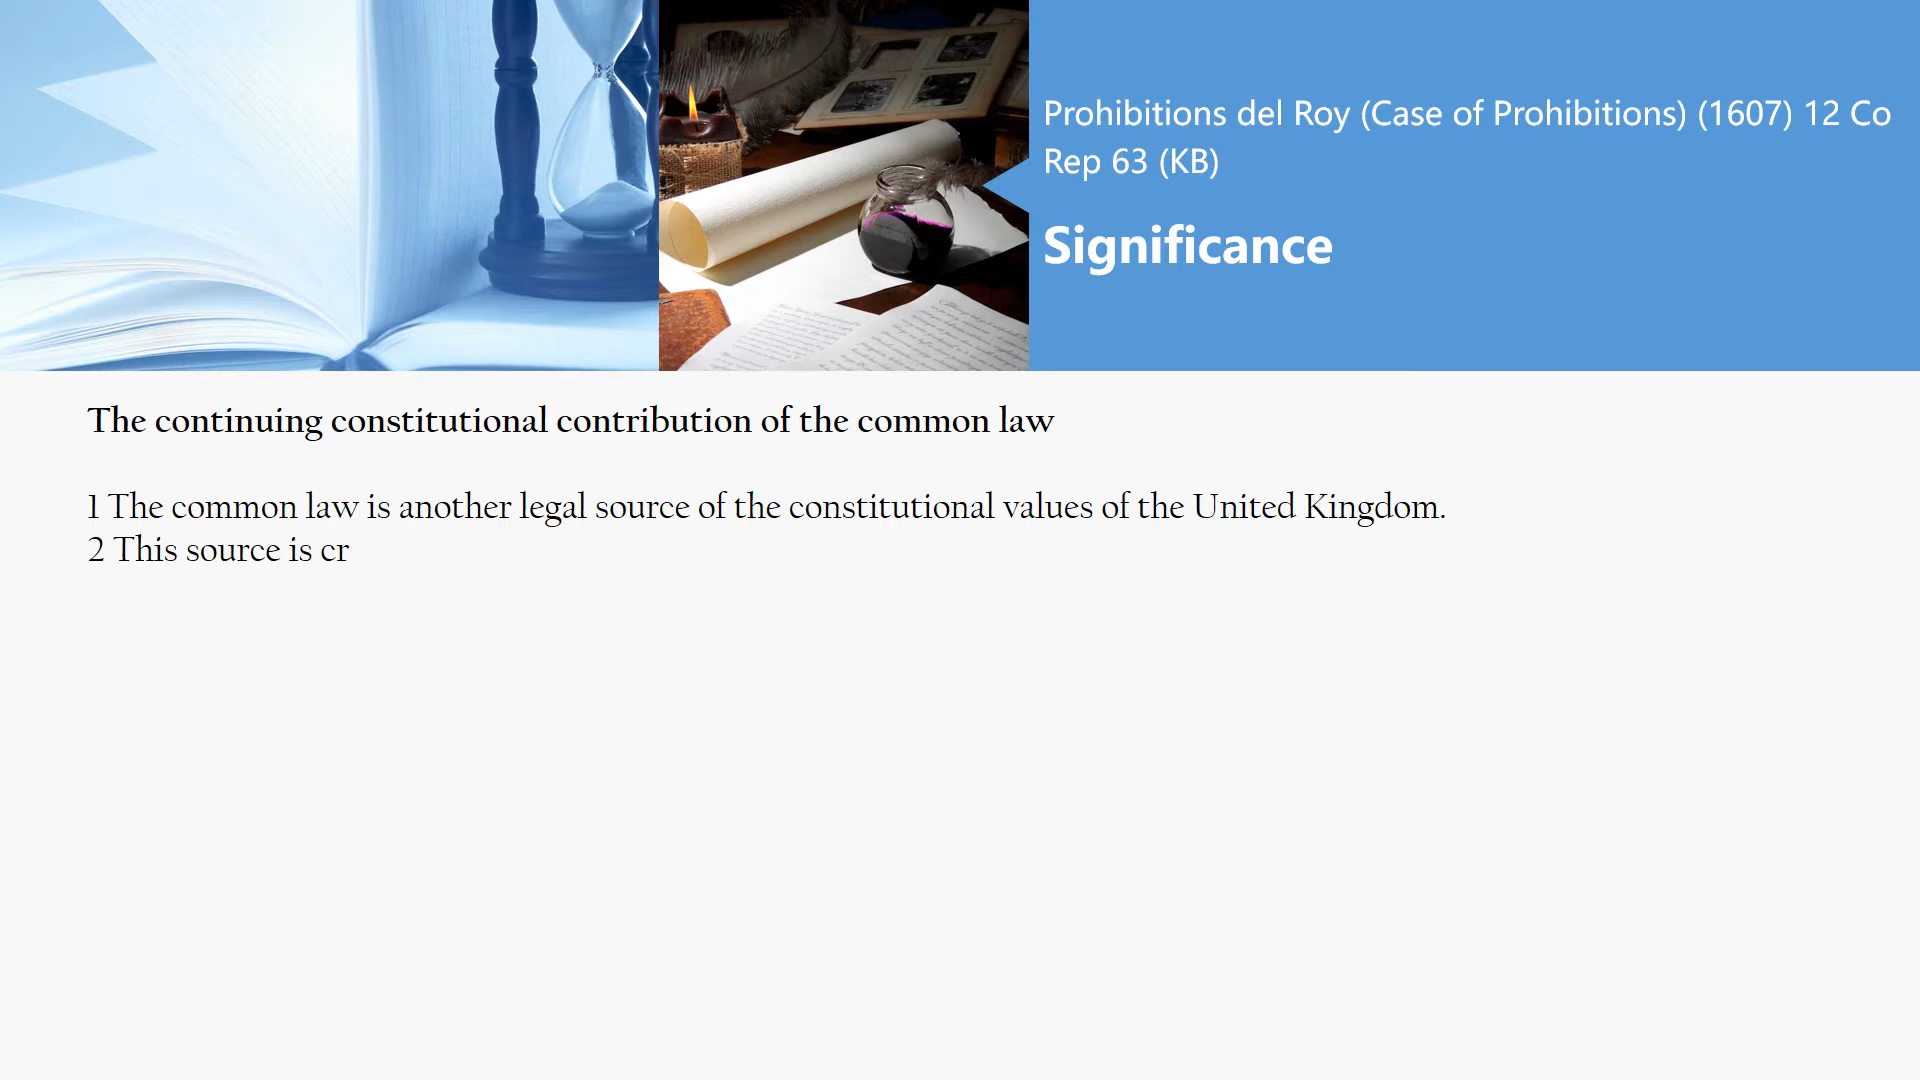 Prohibitions del Roy (Case of Prohibitions) (1607) 12 Co
Rep 63 (KB)
Significance
The continuing constitutional contribution of the common law
1 The common law is another legal source of the constitutional values of the United Kingdom.
2 This source is cr